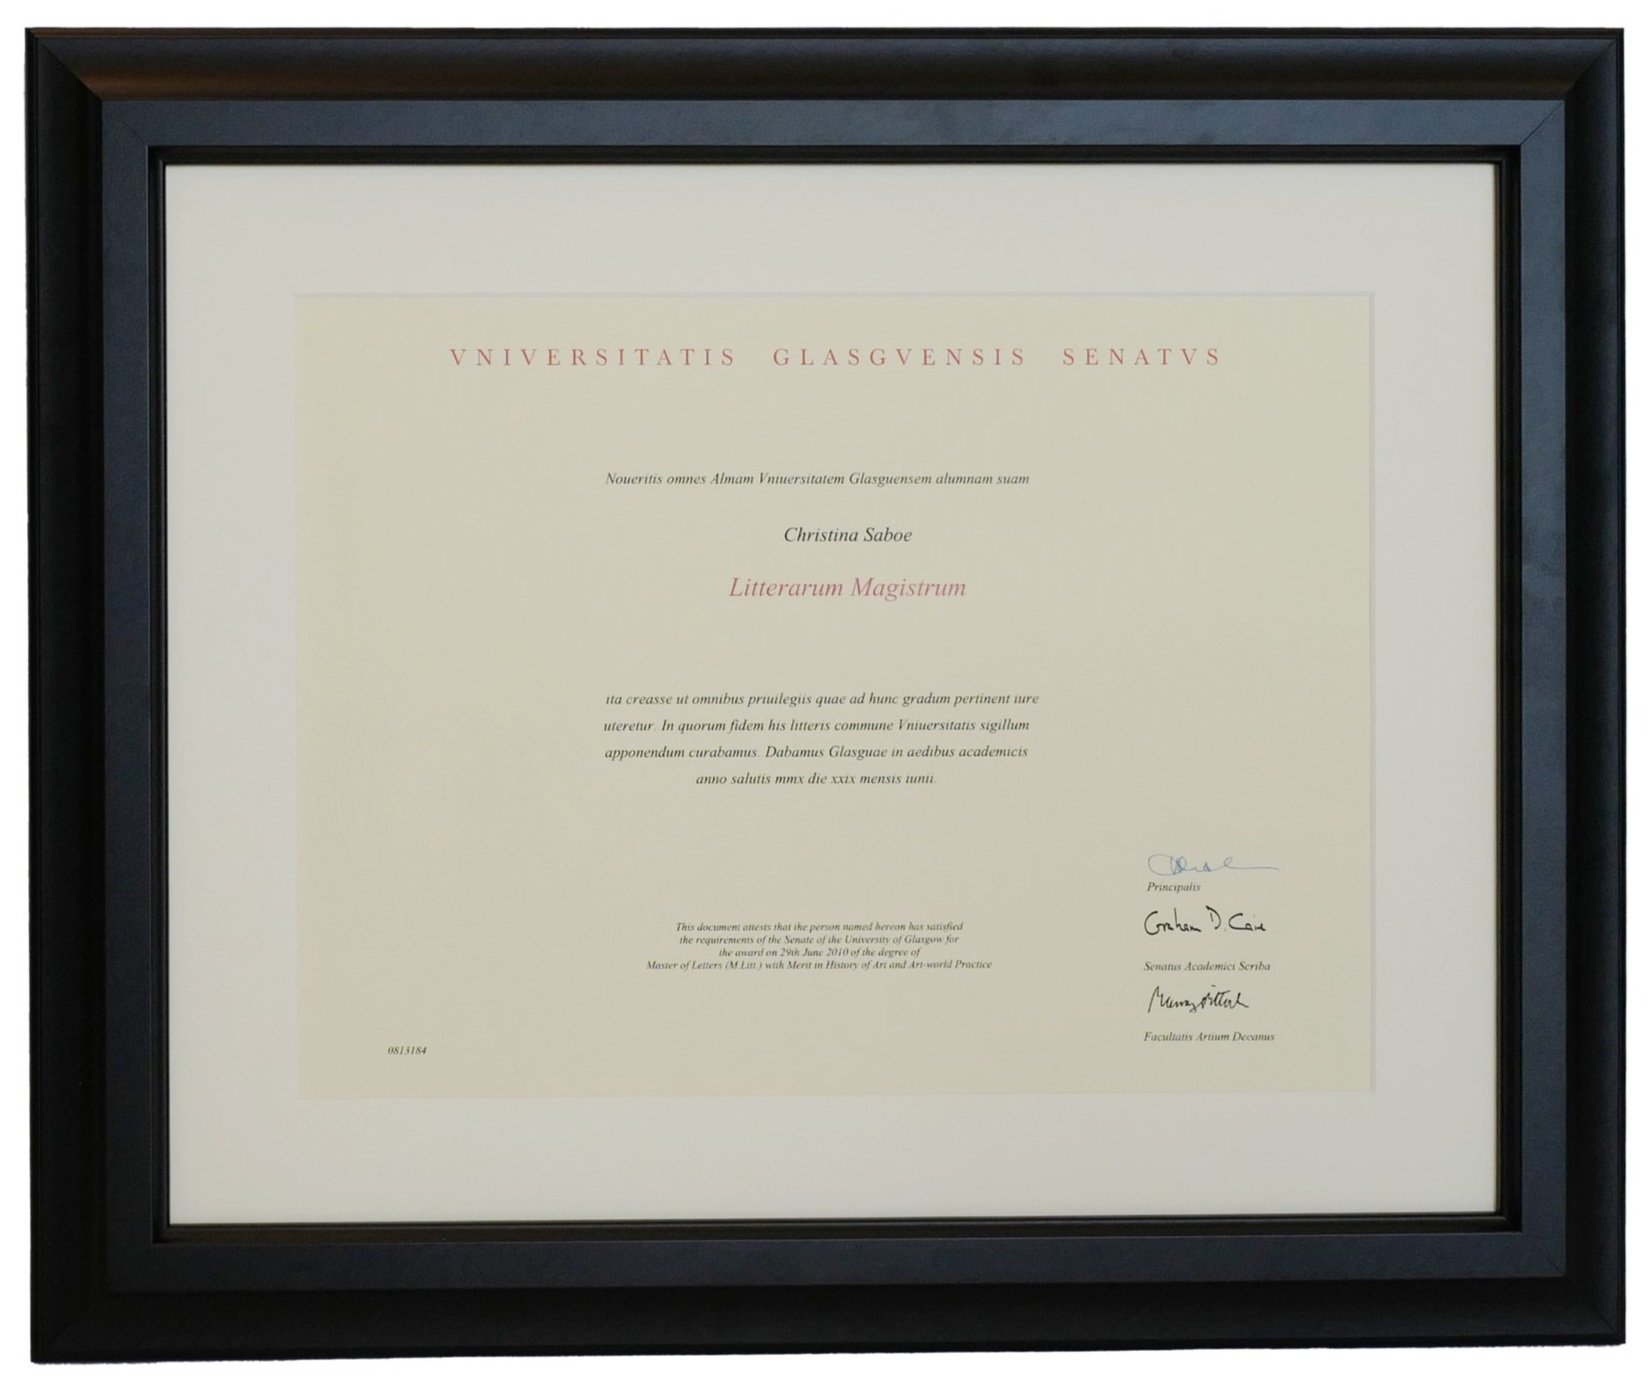 VNIVERSITATIS GLASGVENSIS SENATVS
Noueritis omnes Almam Vniuersitatem Glasguensem alumnam suam
Christina Saboe
Litterarum Magistrum
ita creasse ut omnibus priuilegiis quae ad hunc gradum pertinent iure
uteretur. In quorum fidem his litteris commune Vniuersitatis sigillum
apponendum curabamus. Dabamus Glasguae in aedibus academicis
anno salutis mmx die xxix mensis iunii.
This document attests that the person named hereon has satisfied
the requirements of the Senate of the University of Glasgow for
the award on 29th June 2010 of the degree of
Master of Letters (M.Litt.) with Merit in History of Art and Art-world Practice
0813184
Principalis
Graham D. Caie
Senatus Academici Scriba
Facultatis Artium Decanus